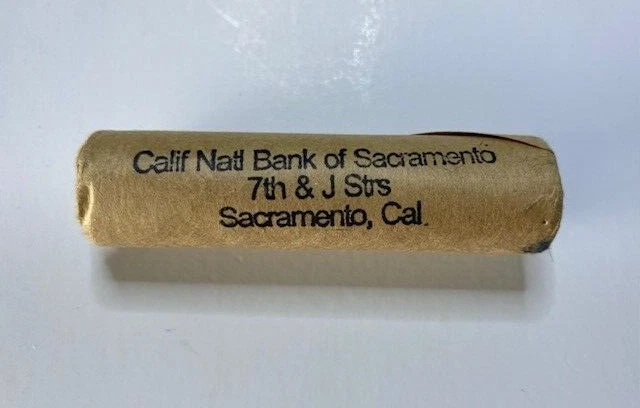 Calif Natl Bank of Sacramento
7th & J Strs
Sacramento, Cal.